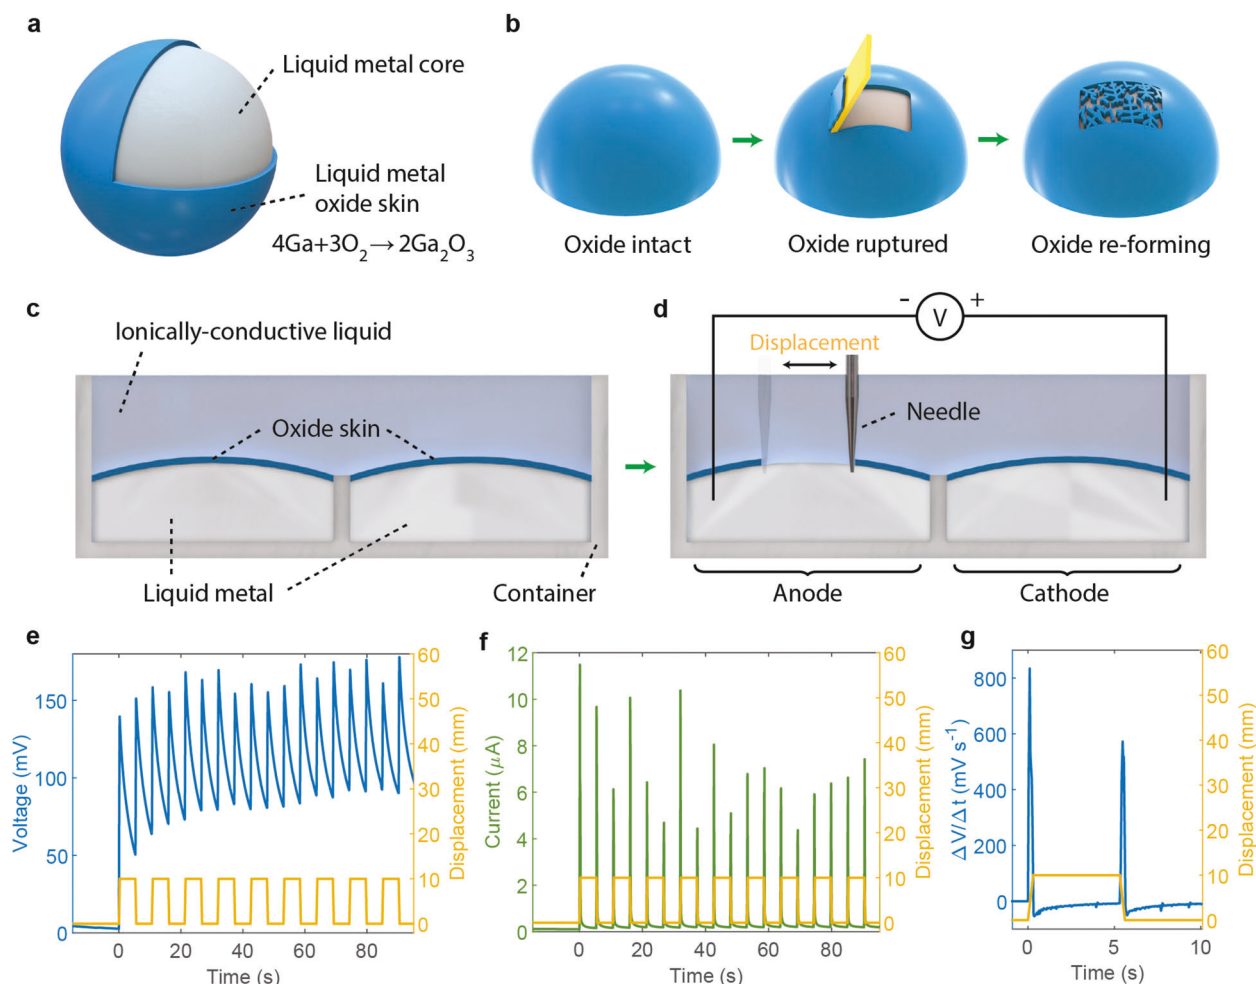 a
Liquid metal core
Liquid metal
oxide skin
4Ga+3O₂→2Ga₂O₃
b
Oxide intact
Oxide ruptured
Oxide re-forming
c
Ionically-conductive liquid
Oxide skin
Liquid metal
Container
d
- V +
Displacement
Needle
Anode
Cathode
e
Voltage (mV)
150
100
50
0
Displacement (mm)
60
50
40
30
20
10
0
0 20 40 60 80
Time (s)
f
Current (μA)
12
10
8
6
4
2
0
Displacement (mm)
60
50
40
30
20
10
0
0 20 40 60 80
Time (s)
g
ΔV/Δt (mV s⁻¹)
800
600
400
200
0
Displacement (mm)
60
50
40
30
20
10
0
0 5 10
Time (s)